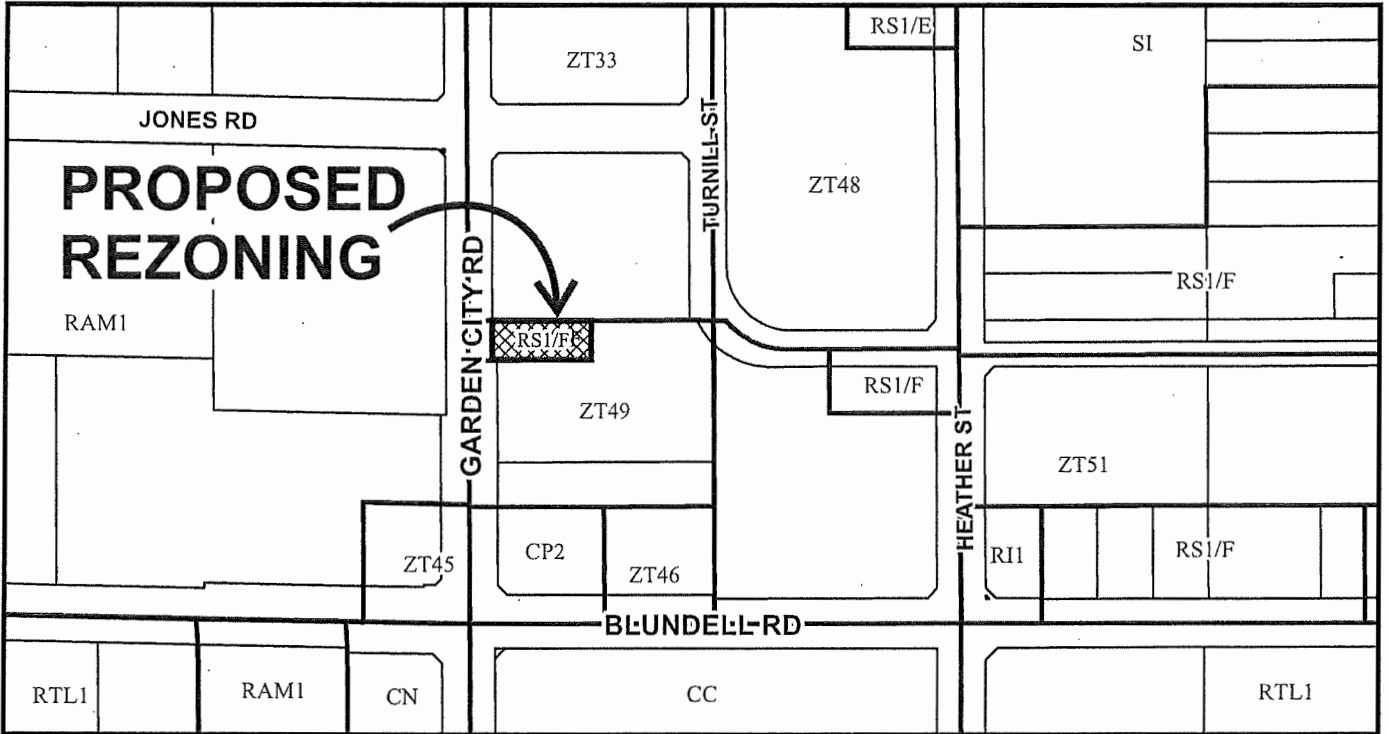 RS1/E
SI
ZT33
JONES RD
TURNILL ST
ZT48
PROPOSED
REZONING
GARDEN CITY RD
RS1/F
RAM1
RS1/F
RS1/F
ZT49
HEATHER ST
ZT51
CP2
RI1
RS1/F
ZT45
ZT46
BLUNDELL RD
RTL1
RAM1
CN
CC
RTL1